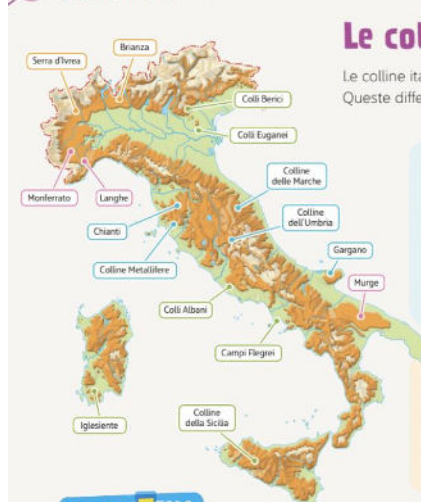 Le col
Le colline ita
Queste diffe
Brianza
Serra d'Ivrea
Colli Berici
Colli Euganei
Monferrato
Langhe
Colline
delle Marche
Chianti
Colline
dell'Umbria
Colline Metallifere
Gargano
Murge
Colli Albani
Campi Flegrei
Iglesiente
Colline
della Sicilia